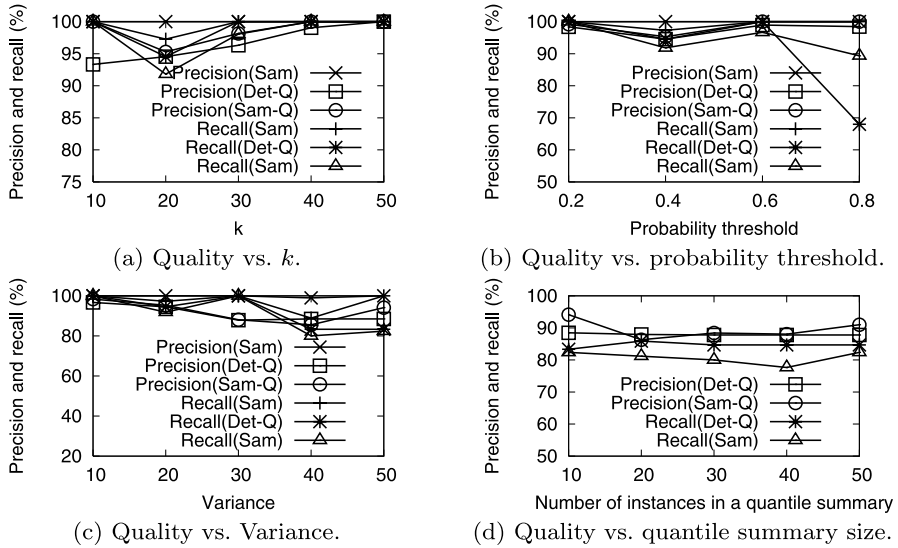 Precision and recall (%)
100
95
90
85
80
75
10 20 30 40 50
k
Precision(Sam)
Precision(Det-Q)
Precision(Sam-Q)
Recall(Sam)
Recall(Det-Q)
Recall(Sam)
(a) Quality vs. k.
Precision and recall (%)
100
90
80
70
60
50
0.2 0.4 0.6 0.8
Probability threshold
Precision(Sam)
Precision(Det-Q)
Precision(Sam-Q)
Recall(Sam)
Recall(Det-Q)
Recall(Sam)
(b) Quality vs. probability threshold.
Precision and recall (%)
100
80
60
40
20
10 20 30 40 50
Variance
Precision(Sam)
Precision(Det-Q)
Precision(Sam-Q)
Recall(Sam)
Recall(Det-Q)
Recall(Sam)
(c) Quality vs. Variance.
Precision and recall (%)
100
90
80
70
60
50
10 20 30 40 50
Number of instances in a quantile summary
Precision(Det-Q)
Precision(Sam-Q)
Recall(Det-Q)
Recall(Sam)
(d) Quality vs. quantile summary size.